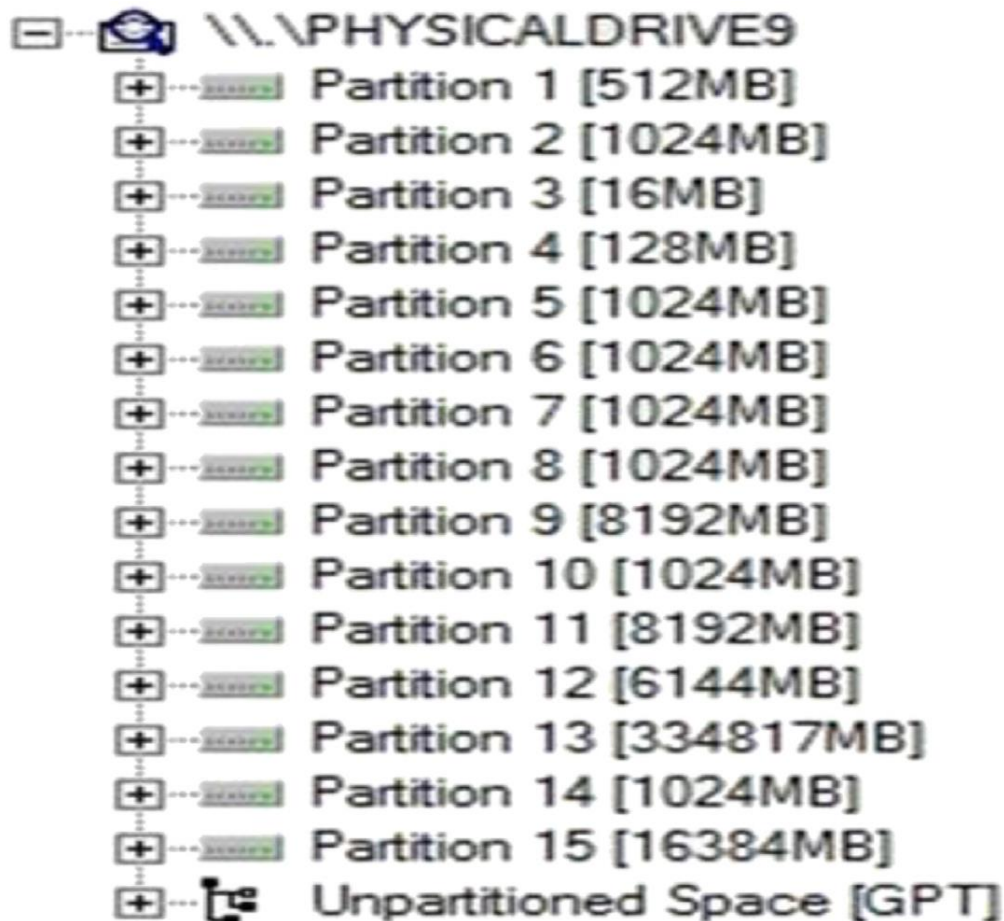 \\.\PHYSICALDRIVE9
Partition 1 [512MB]
Partition 2 [1024MB]
Partition 3 [16MB]
Partition 4 [128MB]
Partition 5 [1024MB]
Partition 6 [1024MB]
Partition 7 [1024MB]
Partition 8 [1024MB]
Partition 9 [8192MB]
Partition 10 [1024MB]
Partition 11 [8192MB]
Partition 12 [6144MB]
Partition 13 [334817MB]
Partition 14 [1024MB]
Partition 15 [16384MB]
Unpartitioned Space [GPT]